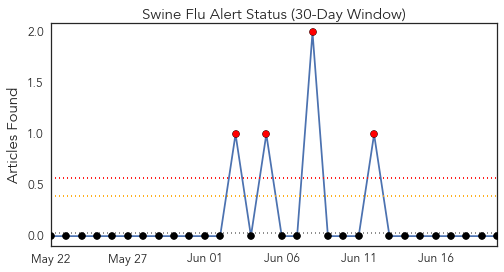 Swine Flu Alert Status (30-Day Window)
Articles Found
2.0
1.5
1.0
0.5
0.0
May 22 May 27 Jun 01 Jun 06 Jun 11 Jun 16